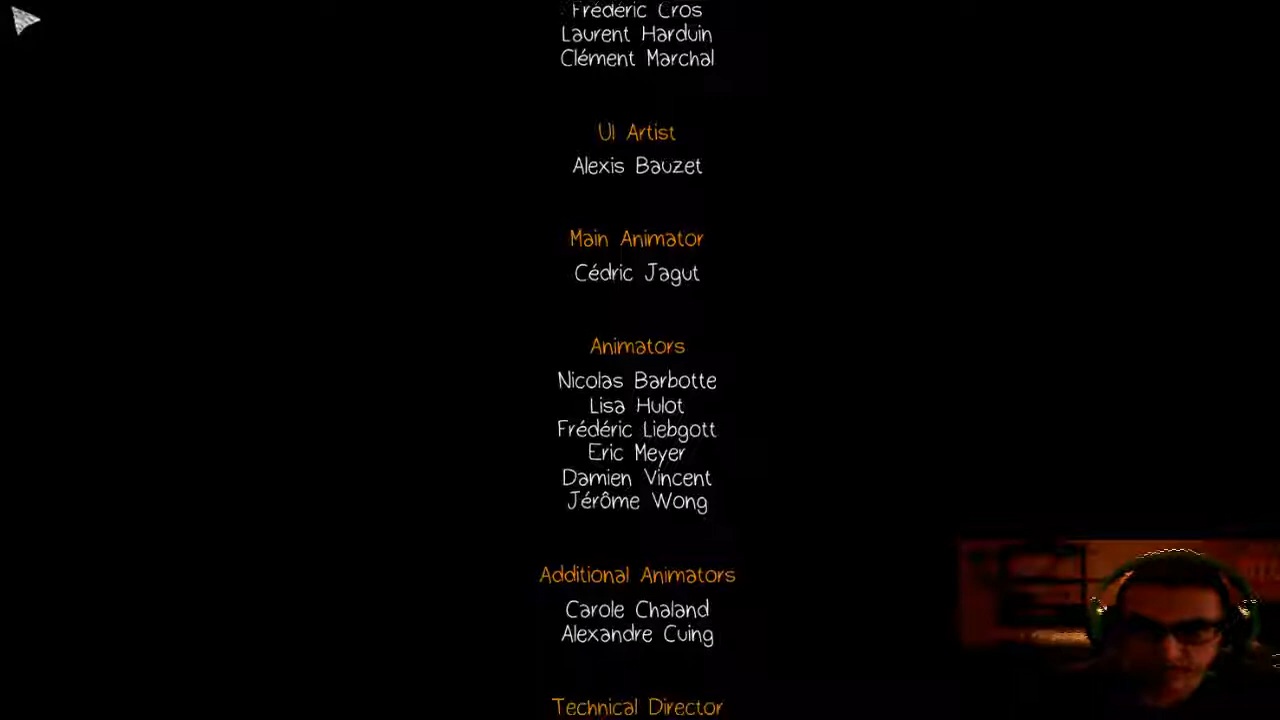 Frédéric Cros
Laurent Harduin
Clément Marchal
UI Artist
Alexis Bauzet
Main Animator
Cédric Jagut
Animators
Nicolas Barbotte
Lisa Hulot
Frédéric Liebgott
Eric Meyer
Damien Vincent
Jérôme Wong
Additional Animators
Carole Chaland
Alexandre Cuing
Technical Director